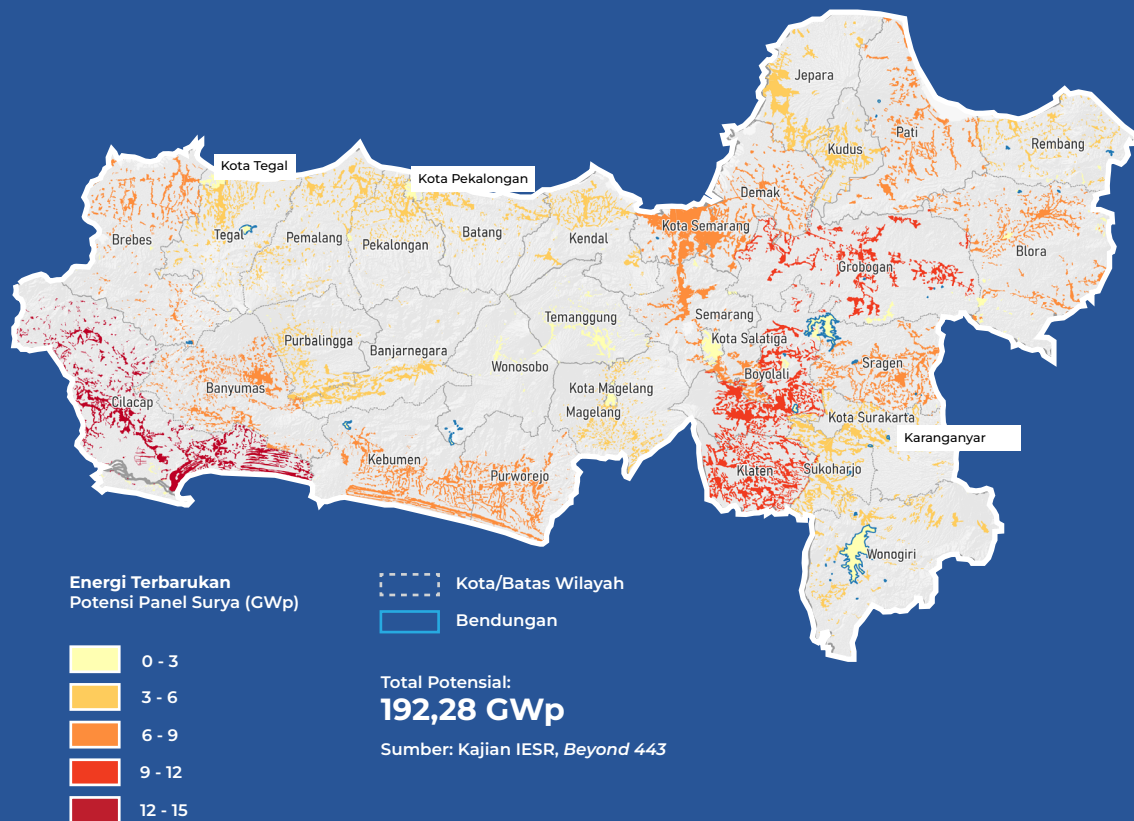 Jepara
Pati
Kudus
Rembang
Kota Tegal
Kota Pekalongan
Demak
Kota Semarang
Brebes
Tegal
Pemalang
Pekalongan
Batang
Kendal
Blora
Grobogan
Temanggung
Semarang
Purbalingga
Banjarnegara
Kota Salatiga
Wonosobo
Boyolali
Sragen
Banyumas
Kota Magelang
Cilacap
Magelang
Kota Surakarta
Karanganyar
Kebumen
Purworejo
Klaten
Sukoharjo
Wonogiri
Energi Terbarukan
Potensi Panel Surya (GWp)
0 - 3
3 - 6
6 - 9
9 - 12
12 - 15
Kota/Batas Wilayah
Bendungan
Total Potensial:
192,28 GWp
Sumber: Kajian IESR, Beyond 443